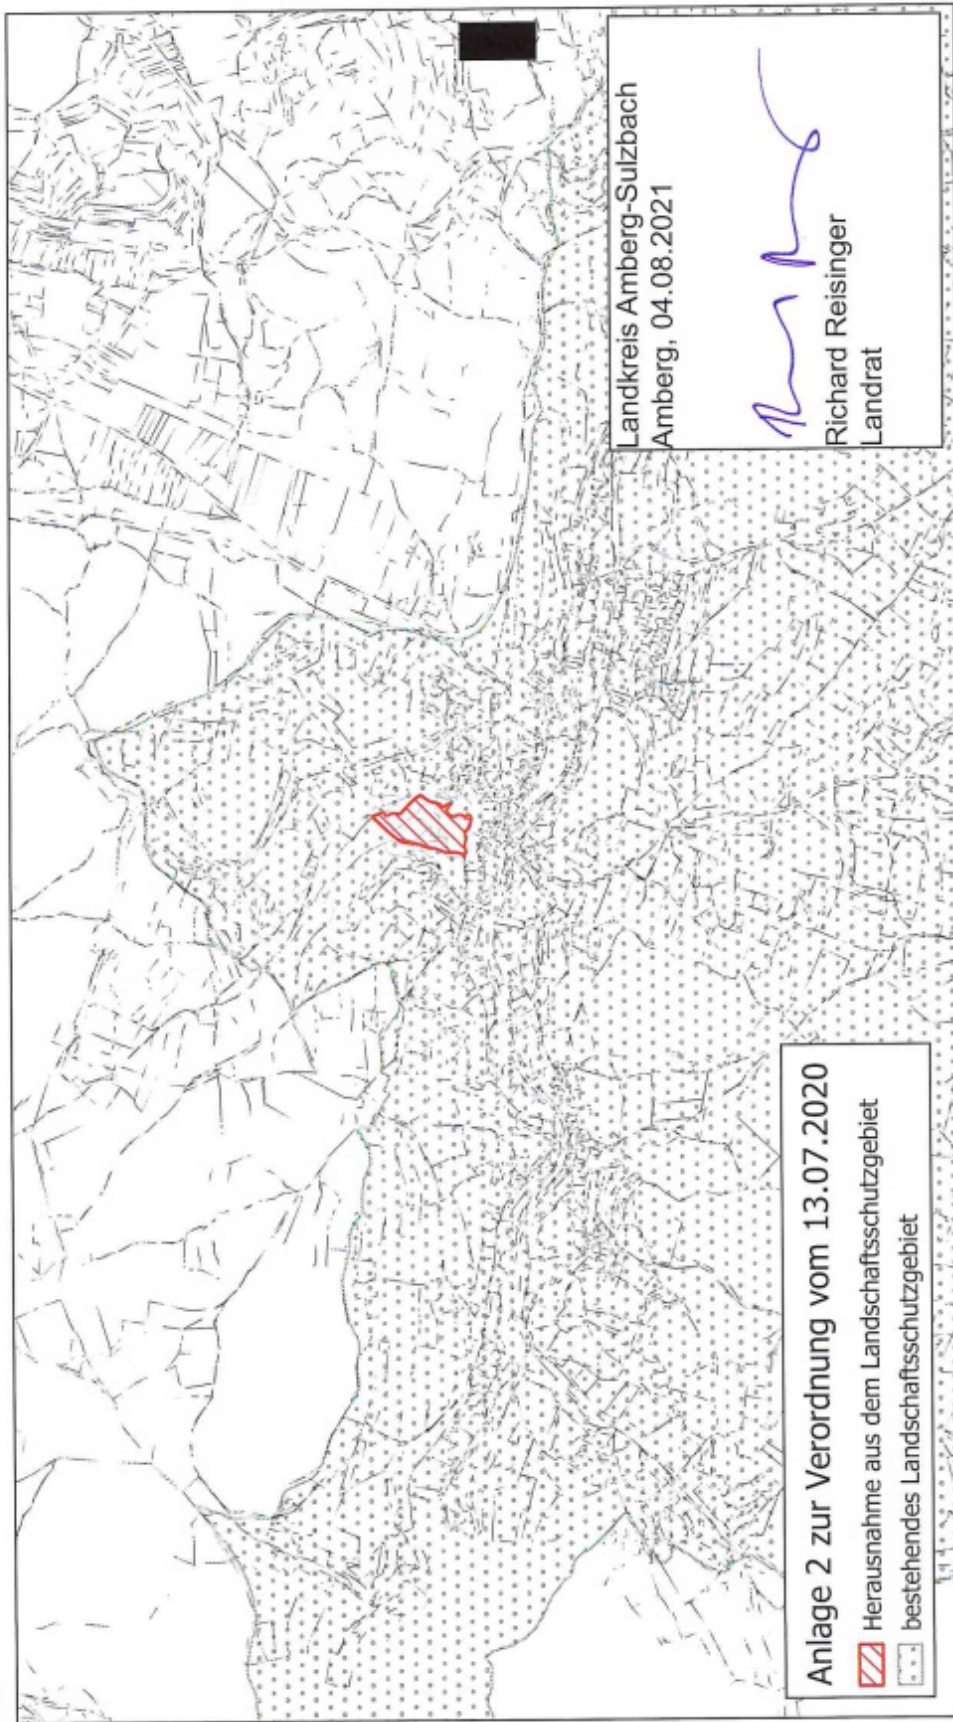 Landkreis Amberg-Sulzbach
Amberg, 04.08.2021
Richard Reisinger
Landrat
Anlage 2 zur Verordnung vom 13.07.2020
Herausnahme aus dem Landschaftsschutzgebiet
bestehendes Landschaftsschutzgebiet